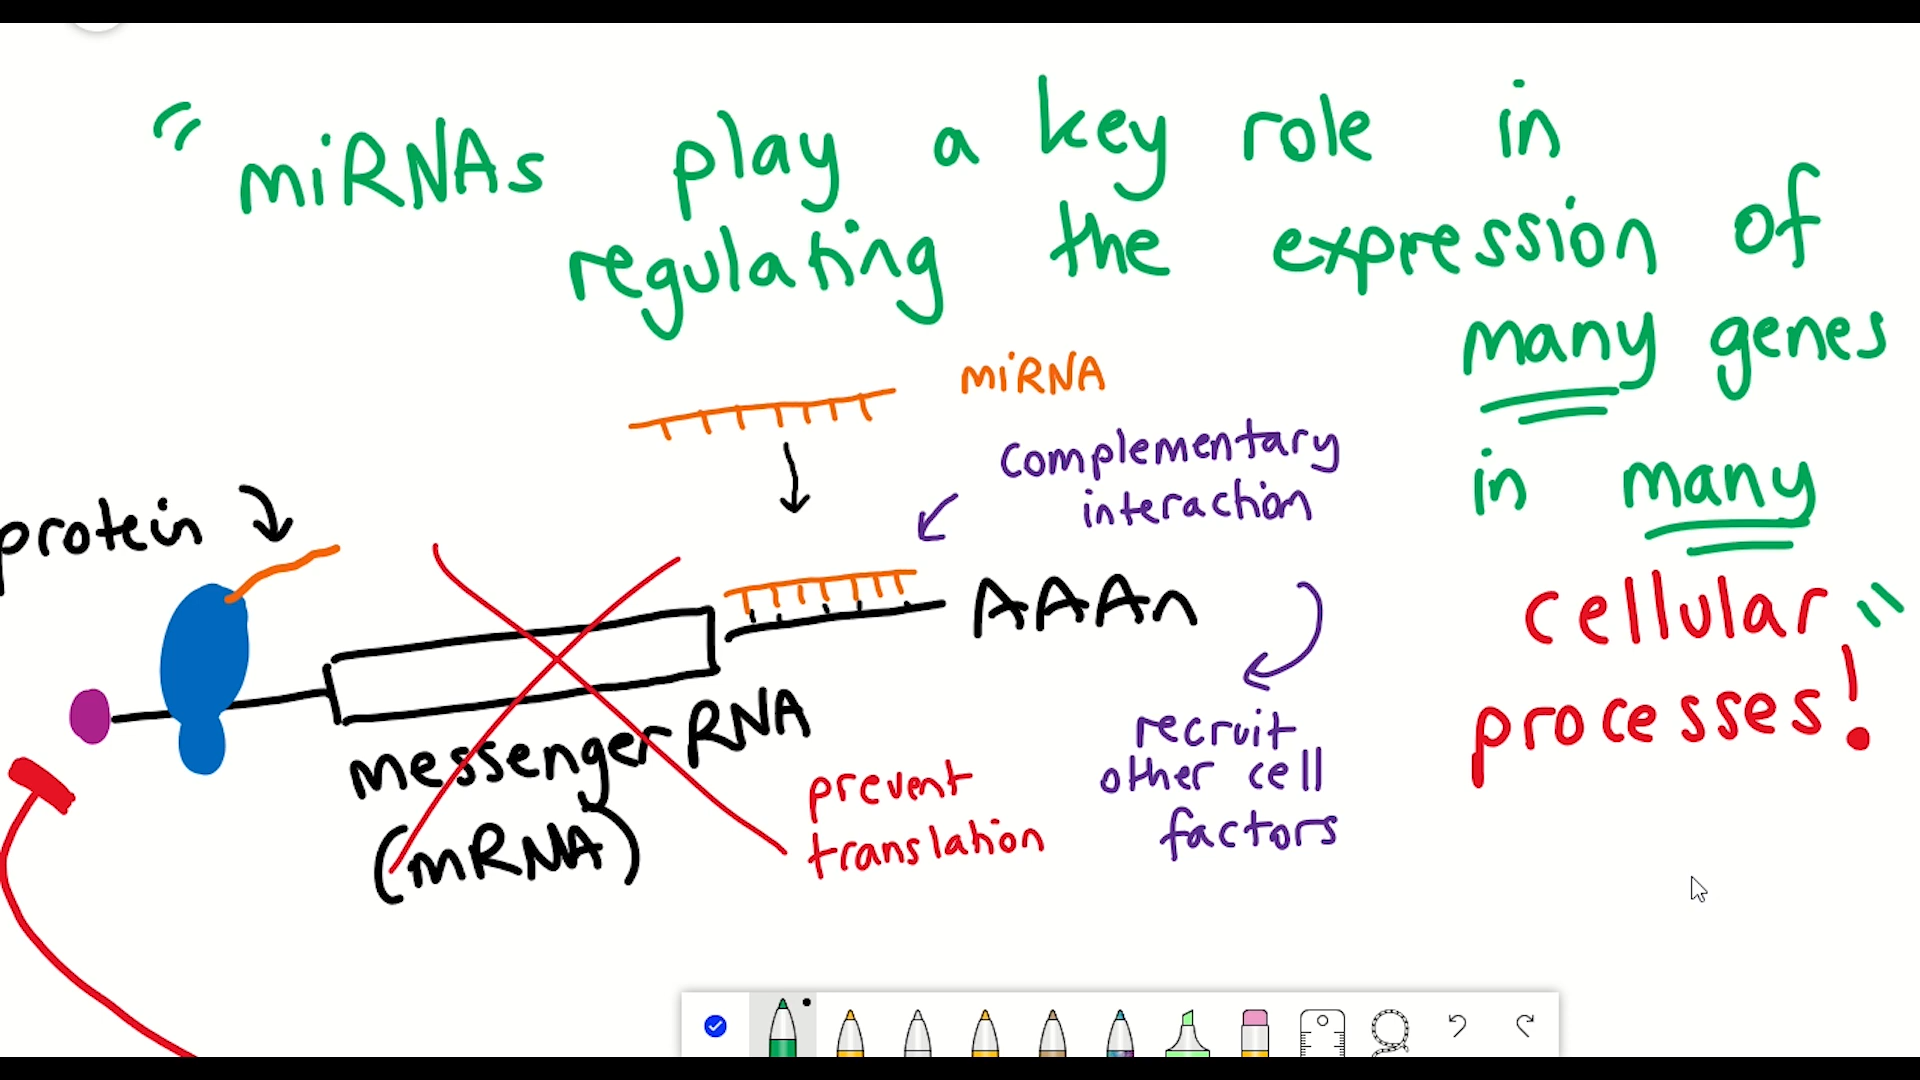 "miRNAs play a key role in
regulating the expression of
many genes
in many
cellular
processes!"
miRNA
complementary
interaction
protein
AAAn
messenger RNA
(mRNA)
prevent
translation
recruit
other cell
factors